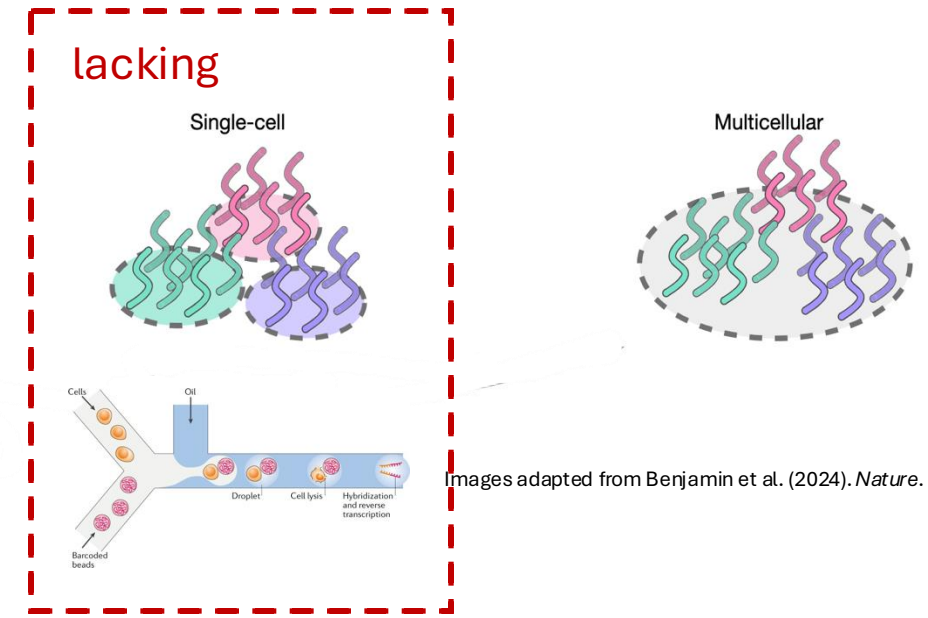 lacking
Single-cell
Multicellular
Cells
Oil
Droplet
Cell lysis
Hybridization
and reverse
transcription
Barcoded
beads
Images adapted from Benjamin et al. (2024). Nature.